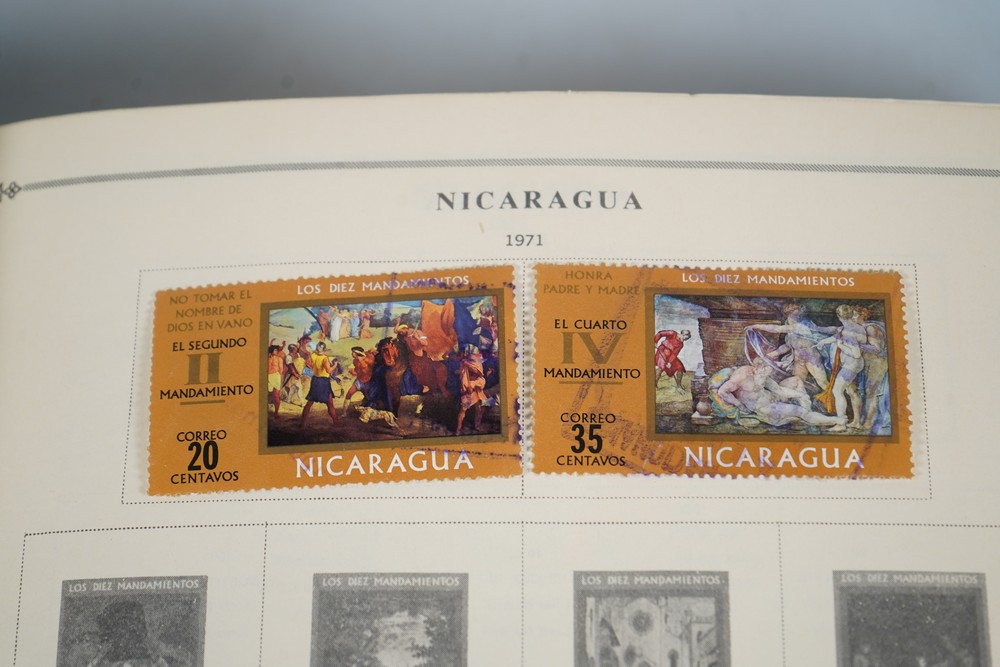 NICARAGUA
1971
LOS DIEZ MANDAMIENTOS
NO TOMAR EL
NOMBRE DE
DIOS EN VANO
EL SEGUNDO
II
MANDAMIENTO
CORREO
20
CENTAVOS
NICARAGUA
HONRA
PADRE Y MADRE
LOS DIEZ MANDAMIENTOS
EL CUARTO
IV
MANDAMIENTO
CORREO
35
CENTAVOS
NICARAGUA
LOS DIEZ MANDAMIENTOS
LOS DIEZ MANDAMIENTOS
LOS DIEZ MANDAMIENTOS
LOS DIEZ MANDAMIENTOS